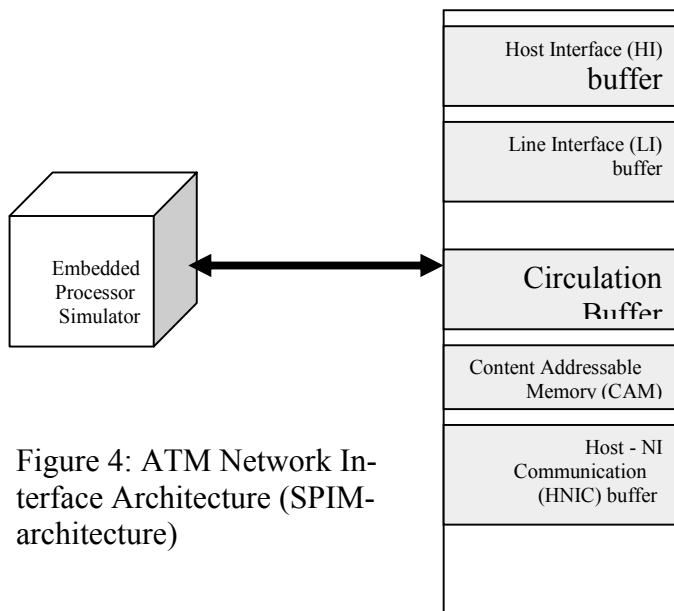 Host Interface (HI)
buffer
Line Interface (LI)
buffer
Embedded
Processor
Simulator
Circulation
Buffer
Content Addressable
Memory (CAM)
Host - NI
Communication
(HNIC) buffer
Figure 4: ATM Network In-
terface Architecture (SPIM-
architecture)